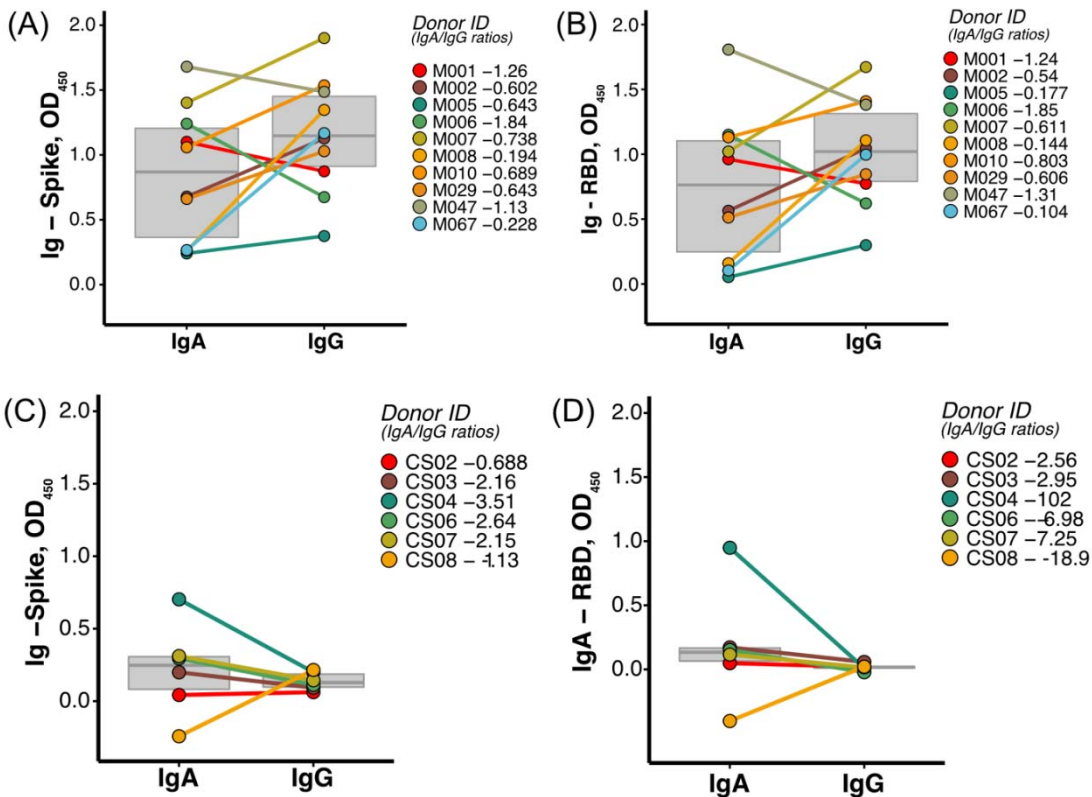 (A)
Ig – Spike, OD450
2.0
1.5
1.0
0.5
0.0
IgA
IgG
Donor ID
(IgA/IgG ratios)
M001 –1.26
M002 –0.602
M005 –0.643
M006 –1.84
M007 –0.738
M008 –0.194
M010 –0.689
M029 –0.643
M047 –1.13
M067 –0.228
(B)
Ig - RBD, OD450
2.0
1.5
1.0
0.5
0.0
IgA
IgG
Donor ID
(IgA/IgG ratios)
M001 –1.24
M002 –0.54
M005 –0.177
M006 –1.85
M007 –0.611
M008 –0.144
M010 –0.803
M029 –0.606
M047 –1.31
M067 –0.104
(C)
Ig –Spike, OD450
2.0
1.5
1.0
0.5
0.0
IgA
IgG
Donor ID
(IgA/IgG ratios)
CS02 –0.688
CS03 –2.16
CS04 –3.51
CS06 –2.64
CS07 –2.15
CS08 –-1.13
(D)
IgA – RBD, OD450
2.0
1.5
1.0
0.5
0.0
IgA
IgG
Donor ID
(IgA/IgG ratios)
CS02 –2.56
CS03 –2.95
CS04 –102
CS06 –-6.98
CS07 –7.25
CS08 –-18.9